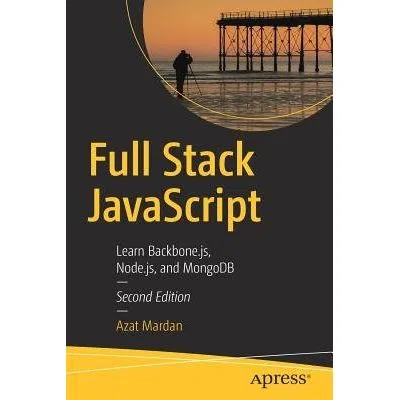 Full Stack
JavaScript
Learn Backbone.js,
Node.js, and MongoDB
—
Second Edition
—
Azat Mardan
Apress®